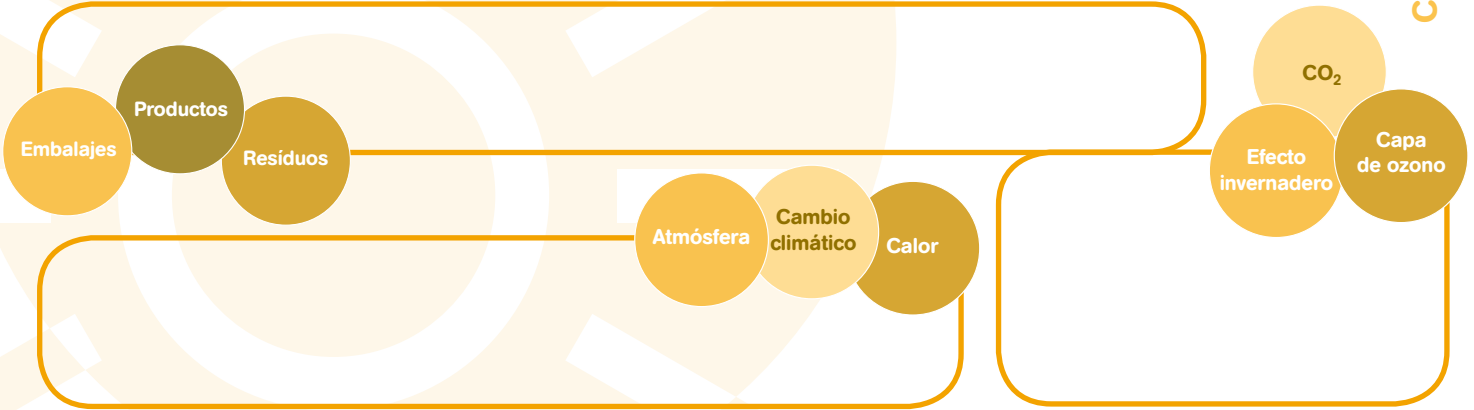 Embalajes
Productos
Resíduos
Atmósfera
Cambio
climático
Calor
CO₂
Efecto
invernadero
Capa
de ozono
c